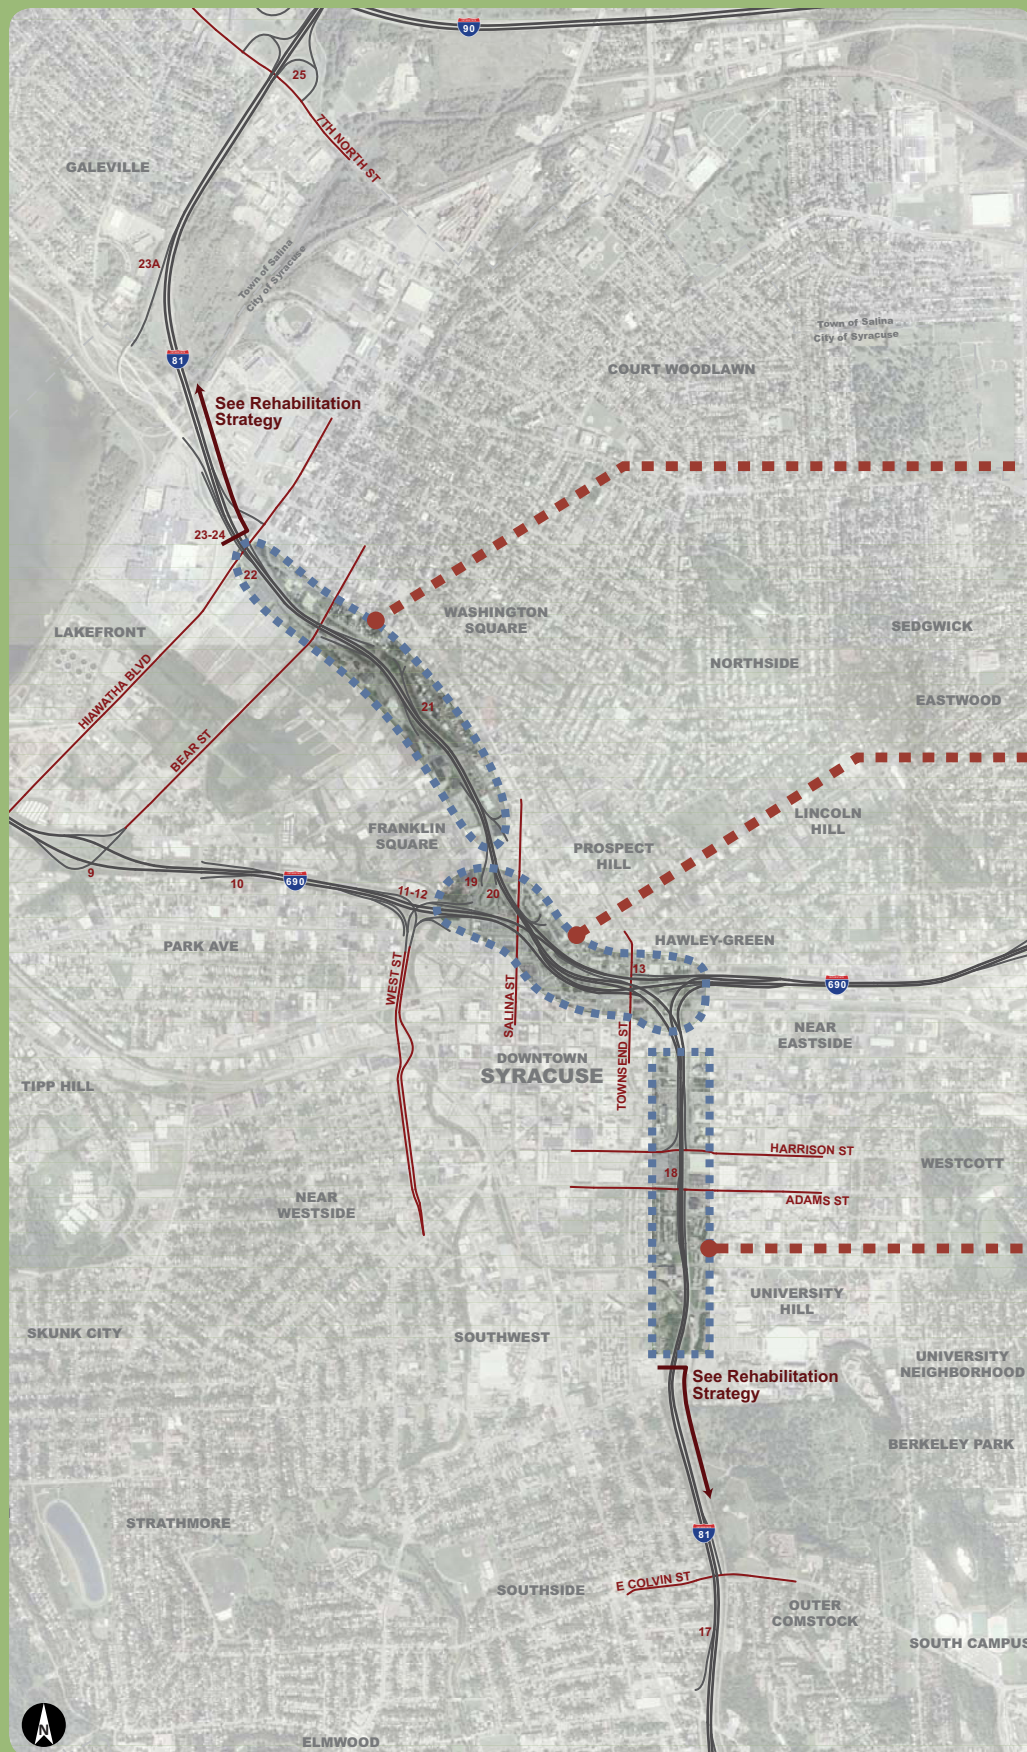 90
25
7TH NORTH ST
GALEVILLE
23A
Town of Salina
City of Syracuse
Town of Salina
City of Syracuse
81
COURT WOODLAWN
See Rehabilitation
Strategy
23-24
22
WASHINGTON
SQUARE
LAKEFRONT
SEDGWICK
NORTHSIDE
HIAWATHA BLVD
EASTWOOD
21
BEAR ST
LINCOLN
HILL
FRANKLIN
SQUARE
PROSPECT
HILL
9
10
690
11-12
19
20
PARK AVE
HAWLEY-GREEN
WEST ST
13
690
SALINA ST
NEAR
EASTSIDE
DOWNTOWN
SYRACUSE
TOWNSEND ST
TIPP HILL
HARRISON ST
18
WESTCOTT
ADAMS ST
NEAR
WESTSIDE
UNIVERSITY
HILL
SKUNK CITY
SOUTHWEST
UNIVERSITY
NEIGHBORHOOD
See Rehabilitation
Strategy
BERKELEY PARK
STRATHMORE
81
E COLVIN ST
SOUTHSIDE
OUTER
COMSTOCK
17
SOUTH CAMPUS
N
ELMWOOD